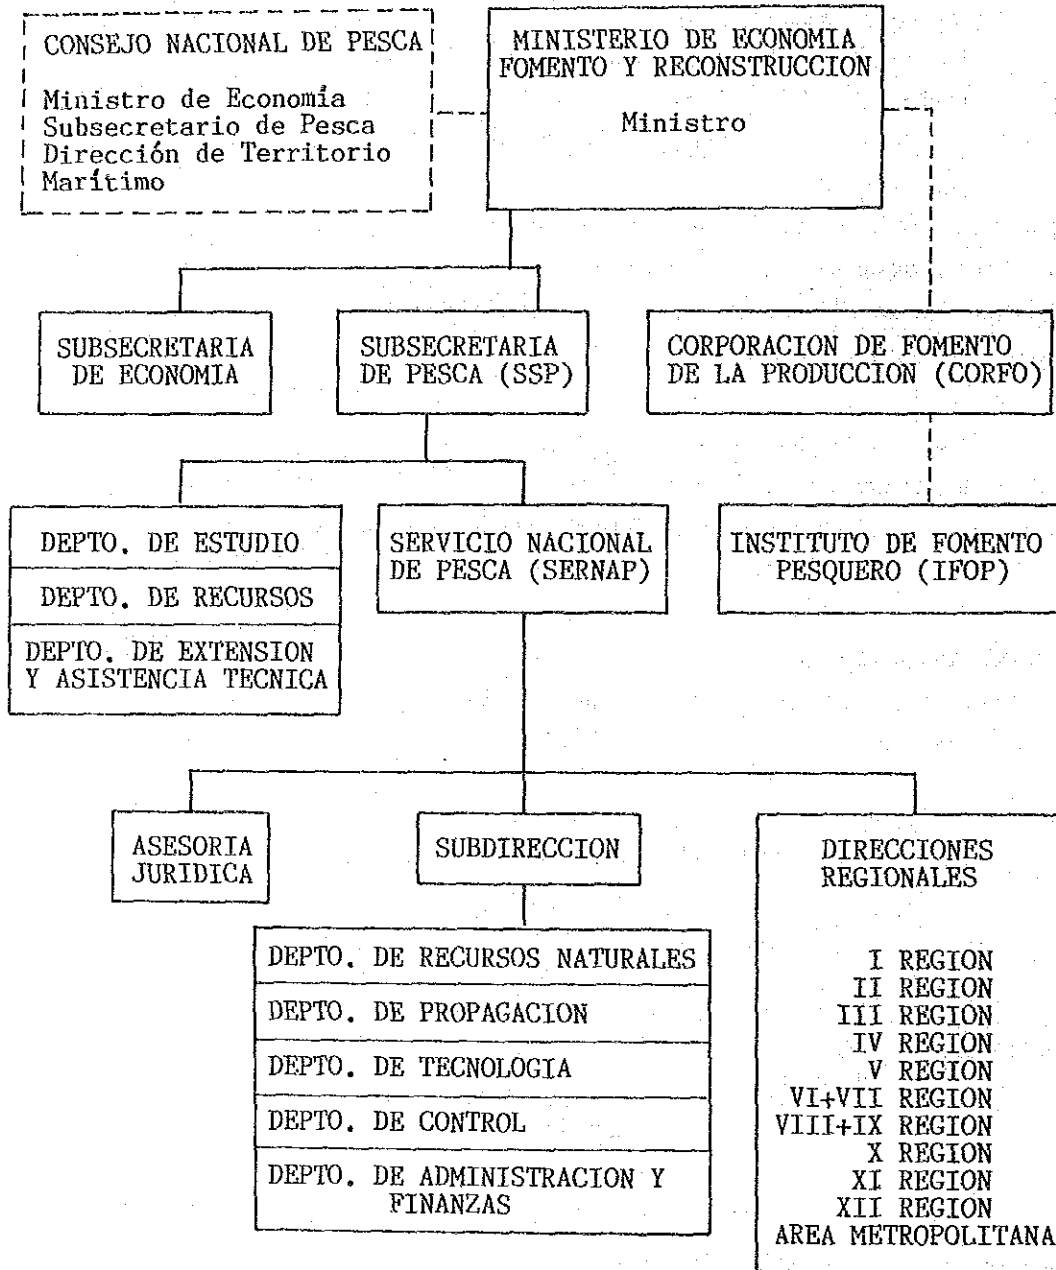 CONSEJO NACIONAL DE PESCA
Ministro de Economía
Subsecretario de Pesca
Dirección de Territorio
Marítimo
MINISTERIO DE ECONOMIA
FOMENTO Y RECONSTRUCCION
Ministro
SUBSECRETARIA
DE ECONOMIA
SUBSECRETARIA
DE PESCA (SSP)
CORPORACION DE FOMENTO
DE LA PRODUCCION (CORFO)
DEPTO. DE ESTUDIO
DEPTO. DE RECURSOS
DEPTO. DE EXTENSION
Y ASISTENCIA TECNICA
SERVICIO NACIONAL
DE PESCA (SERNAP)
INSTITUTO DE FOMENTO
PESQUERO (IFOP)
ASESORIA
JURIDICA
SUBDIRECCION
DEPTO. DE RECURSOS NATURALES
DEPTO. DE PROPAGACION
DEPTO. DE TECNOLOGIA
DEPTO. DE CONTROL
DEPTO. DE ADMINISTRACION Y
FINANZAS
DIRECCIONES
REGIONALES
I REGION
II REGION
III REGION
IV REGION
V REGION
VI+VII REGION
VIII+IX REGION
X REGION
XI REGION
XII REGION
AREA METROPOLITANA